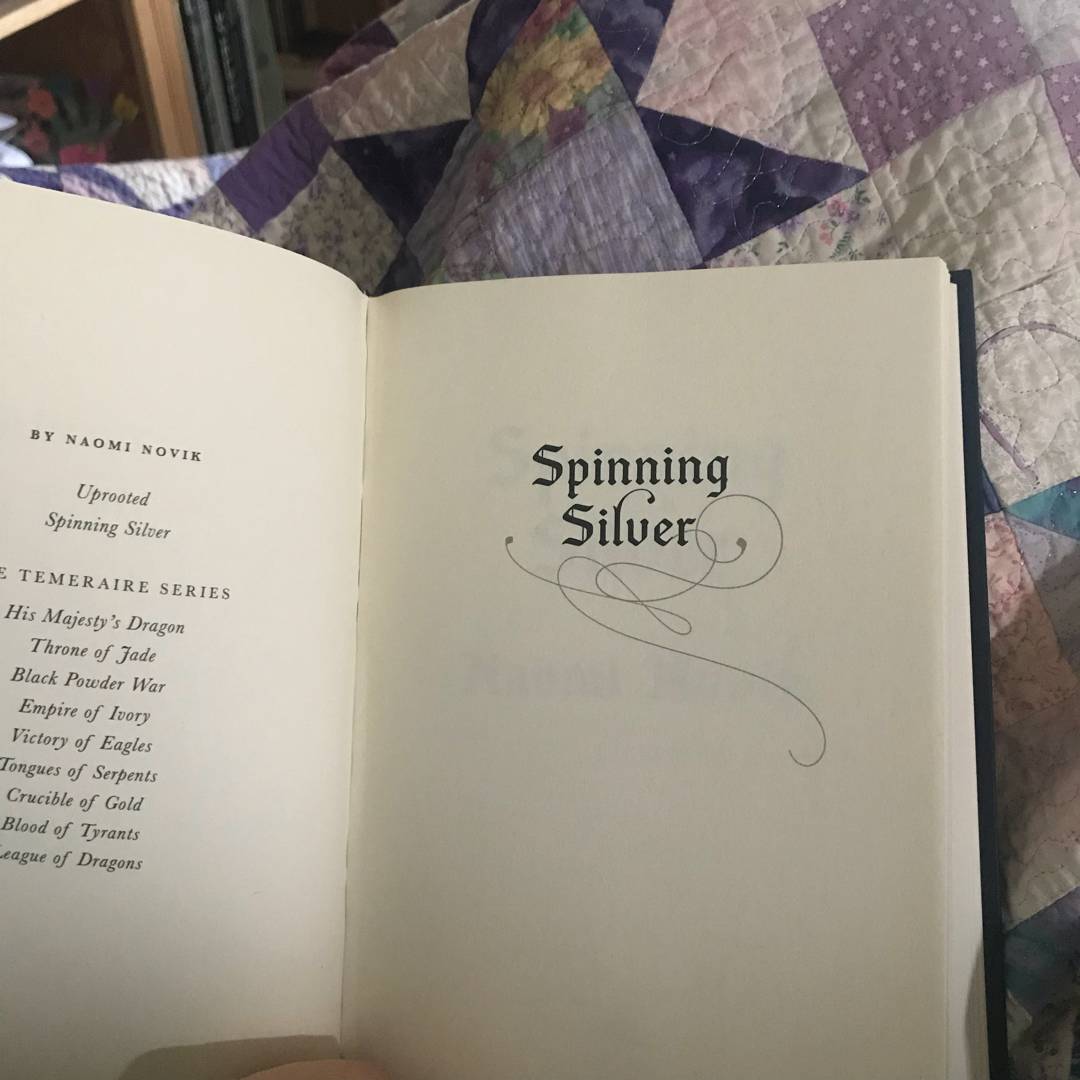 BY NAOMI NOVIK
Uprooted
Spinning Silver
TEMERAIRE SERIES
His Majesty's Dragon
Throne of Jade
Black Powder War
Empire of Ivory
Victory of Eagles
Tongues of Serpents
Crucible of Gold
Blood of Tyrants
League of Dragons
Spinning
Silver